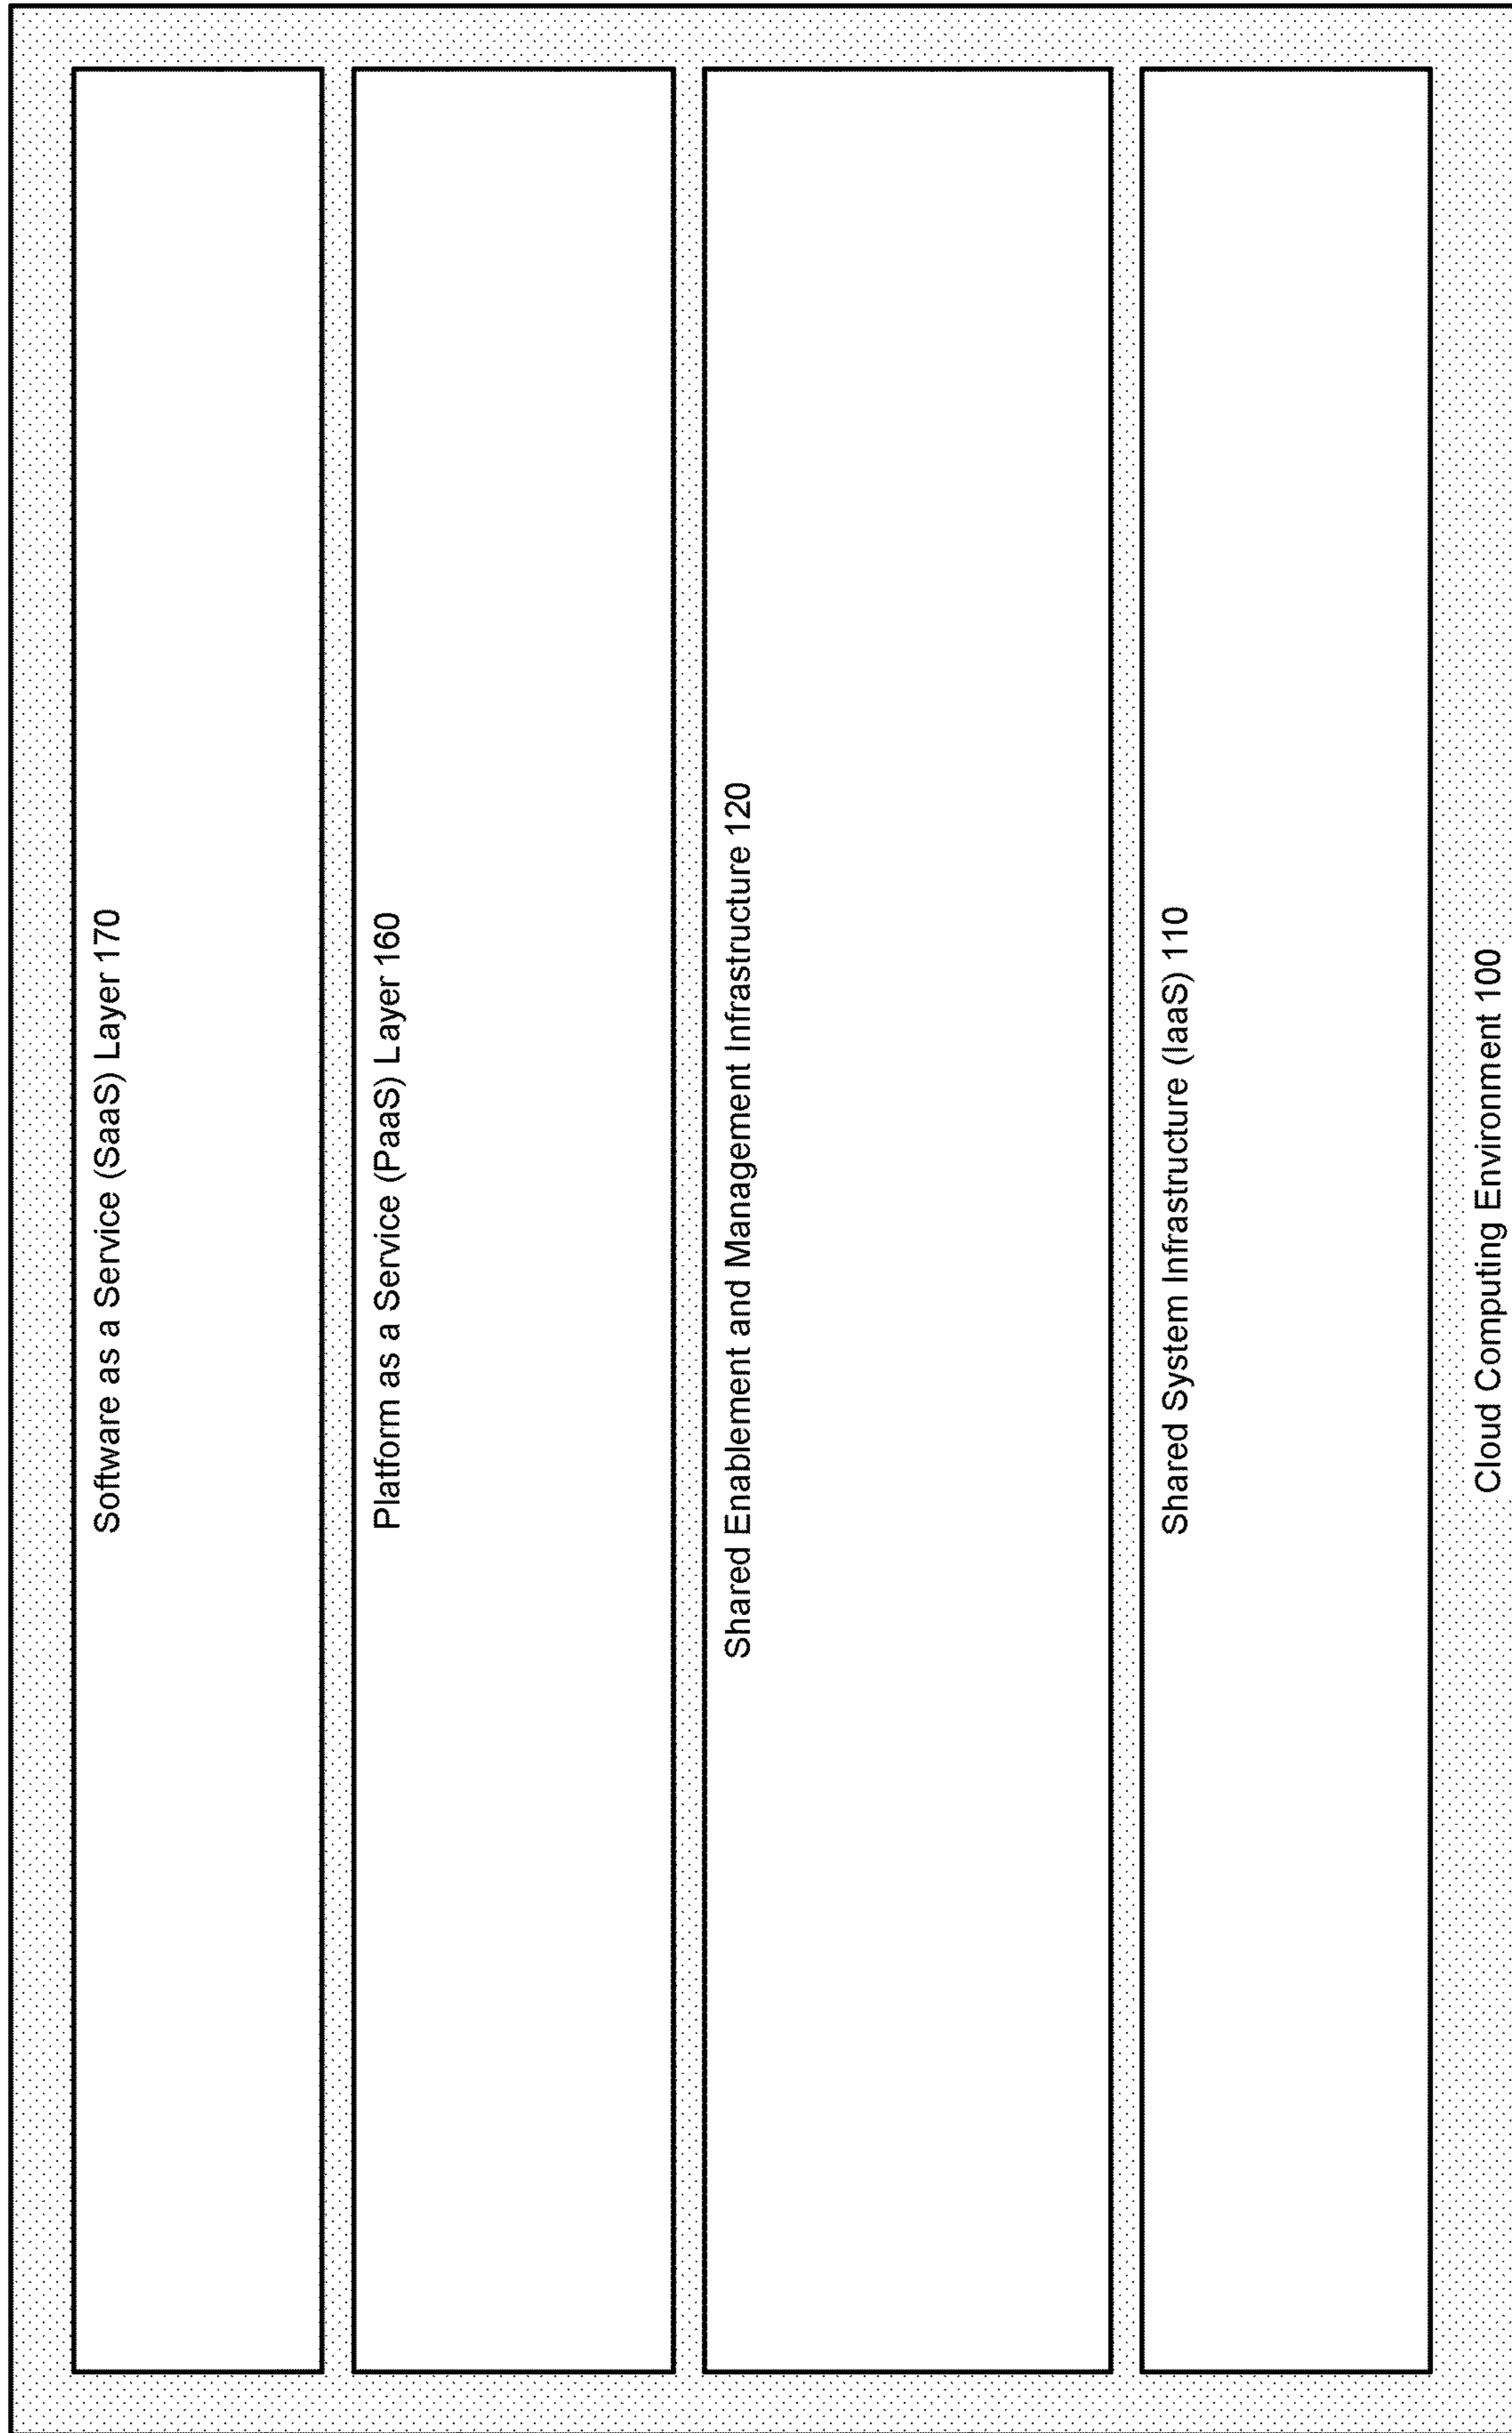 Software as a Service (SaaS) Layer 170
Platform as a Service (PaaS) Layer 160
Shared Enablement and Management Infrastructure 120
Shared System Infrastructure (IaaS) 110
Cloud Computing Environment 100